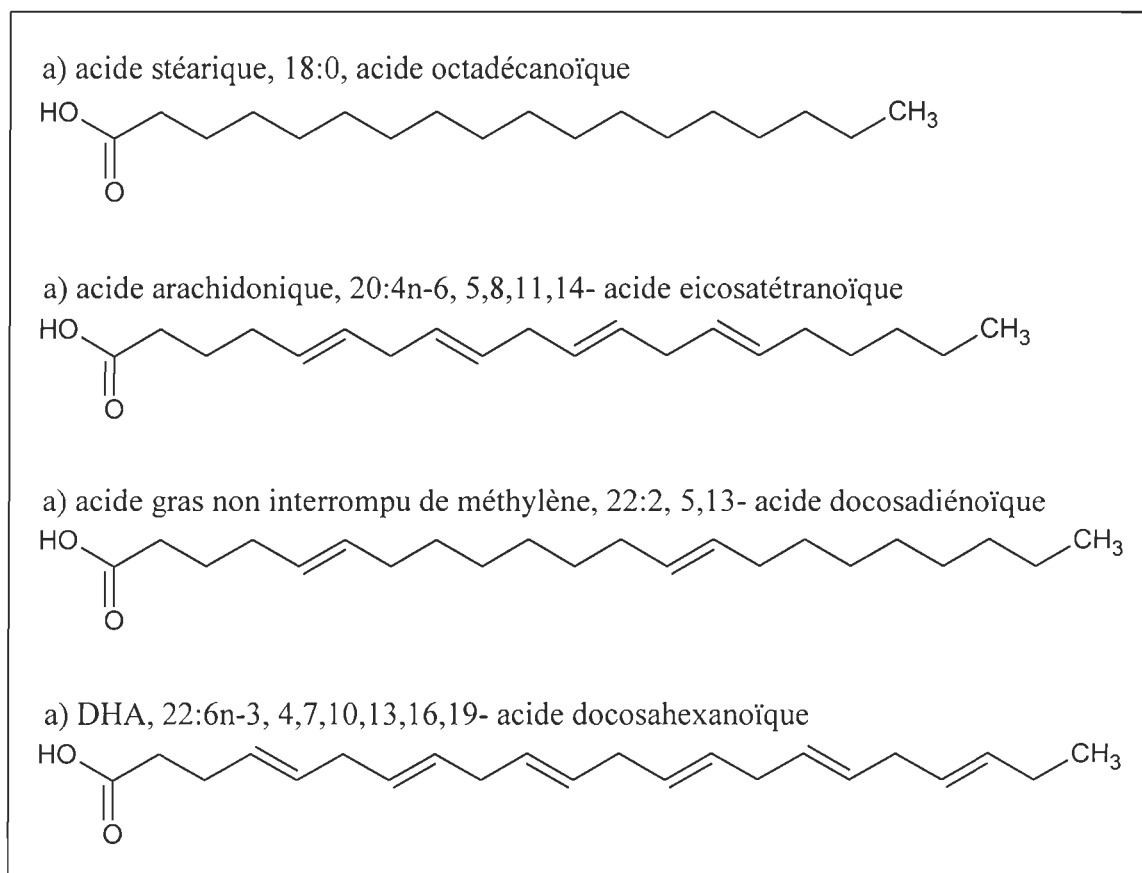 a) acide stéarique, 18:0, acide octadécanoïque
HO
CH3
O
a) acide arachidonique, 20:4n-6, 5,8,11,14- acide eicosatétranoïque
HO
CH3
O
a) acide gras non interrompu de méthylène, 22:2, 5,13- acide docosadiénoïque
HO
CH3
O
a) DHA, 22:6n-3, 4,7,10,13,16,19- acide docosahexanoïque
HO
CH3
O